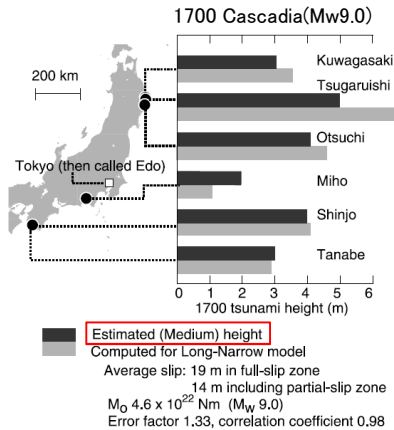 1700 Cascadia(Mw9.0)
200 km
Kuwagasaki
Tsugaruishi
Otsuchi
Tokyo (then called Edo)
Miho
Shinjo
Tanabe
0 1 2 3 4 5 6
1700 tsunami height (m)
Estimated (Medium) height
Computed for Long-Narrow model
Average slip: 19 m in full-slip zone
14 m including partial-slip zone
M₀ 4.6 x 10²² Nm (Mw 9.0)
Error factor 1.33, correlation coefficient 0.98